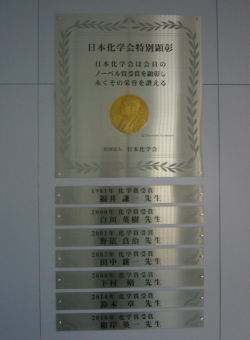 日本化学会特別顕彰
日本化学会は会員の
ノーベル賞受賞を顕彰し
永くその栄誉を讃える
社団法人 日本化学会
1981年 化学賞受賞
福井 謙一 先生
2000年 化学賞受賞
白川 英樹 先生
2001年 化学賞受賞
野依 良治 先生
2002年 化学賞受賞
田中 耕一 先生
2008年 化学賞受賞
下村 脩 先生
2010年 化学賞受賞
鈴木 章 先生
2010年 化学賞受賞
根岸 英一 先生